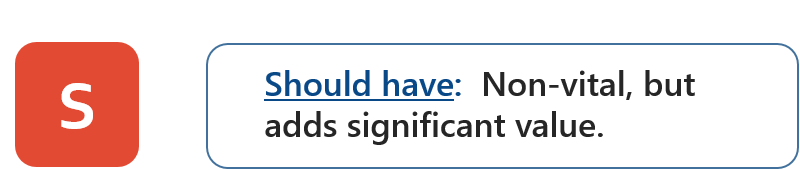 S
Should have:  Non-vital, but
adds significant value.